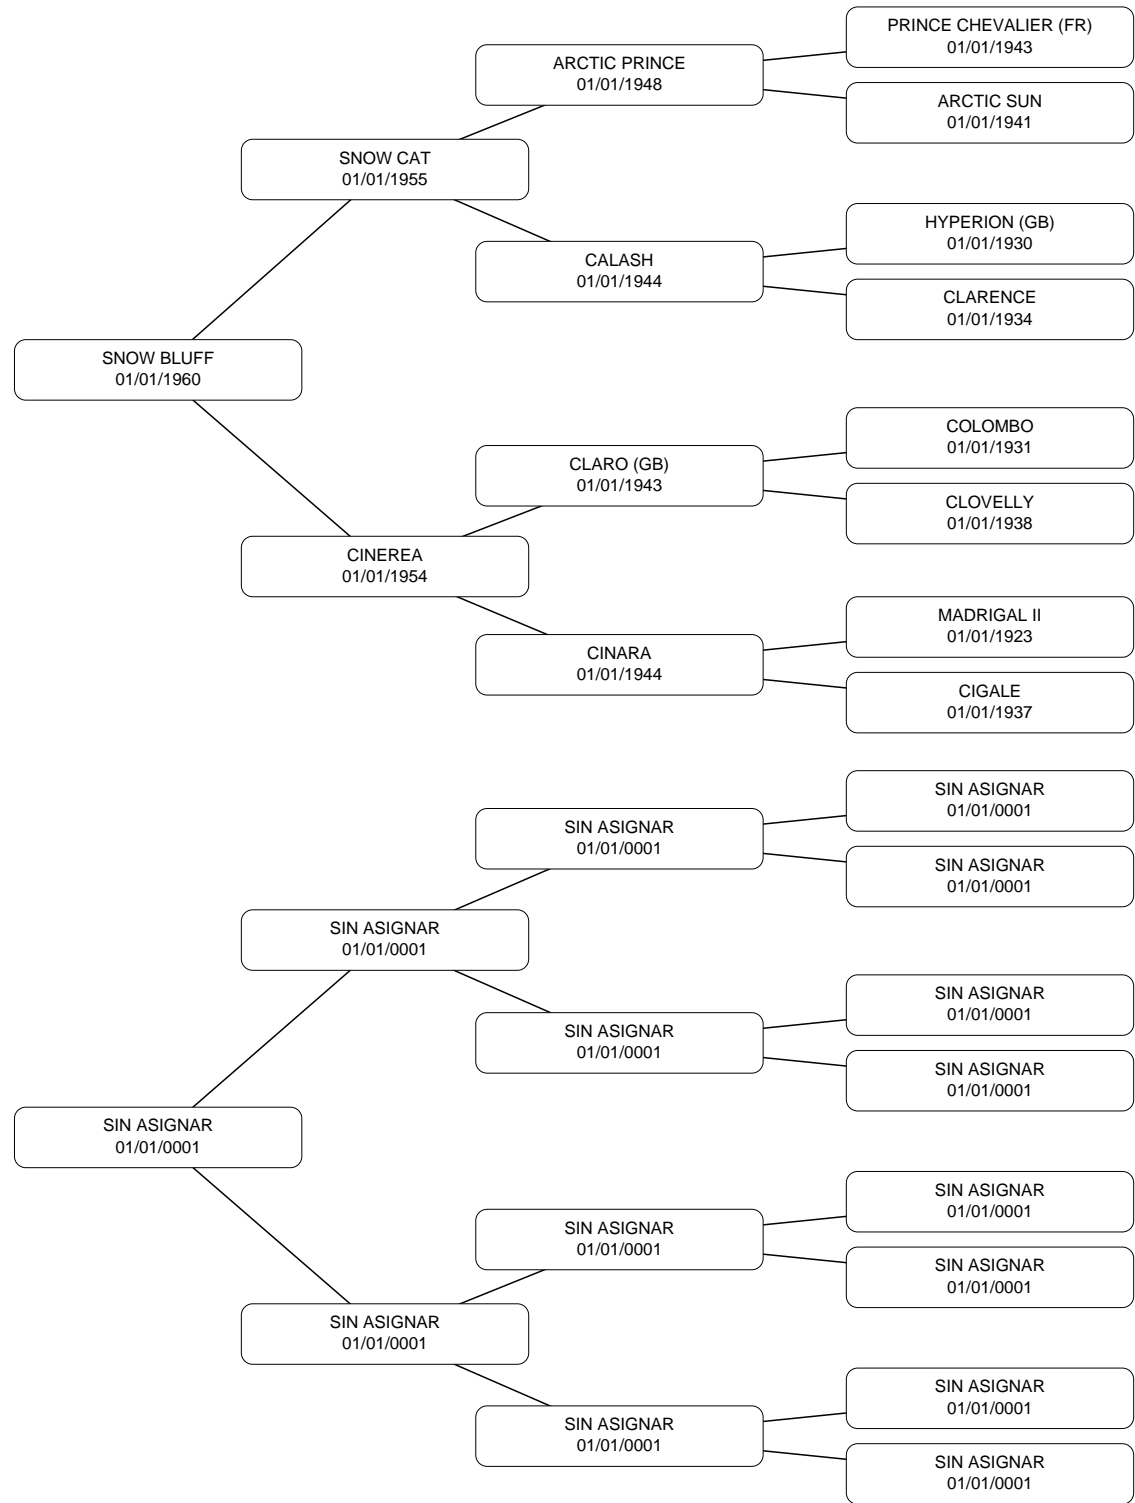 PRINCE CHEVALIER (FR)
01/01/1943
ARCTIC PRINCE
01/01/1948
ARCTIC SUN
01/01/1941
SNOW CAT
01/01/1955
HYPERION (GB)
01/01/1930
CALASH
01/01/1944
CLARENCE
01/01/1934
SNOW BLUFF
01/01/1960
COLOMBO
01/01/1931
CLARO (GB)
01/01/1943
CLOVELLY
01/01/1938
CINEREA
01/01/1954
MADRIGAL II
01/01/1923
CINARA
01/01/1944
CIGALE
01/01/1937
SIN ASIGNAR
01/01/0001
SIN ASIGNAR
01/01/0001
SIN ASIGNAR
01/01/0001
SIN ASIGNAR
01/01/0001
SIN ASIGNAR
01/01/0001
SIN ASIGNAR
01/01/0001
SIN ASIGNAR
01/01/0001
SIN ASIGNAR
01/01/0001
SIN ASIGNAR
01/01/0001
SIN ASIGNAR
01/01/0001
SIN ASIGNAR
01/01/0001
SIN ASIGNAR
01/01/0001
SIN ASIGNAR
01/01/0001
SIN ASIGNAR
01/01/0001
SIN ASIGNAR
01/01/0001